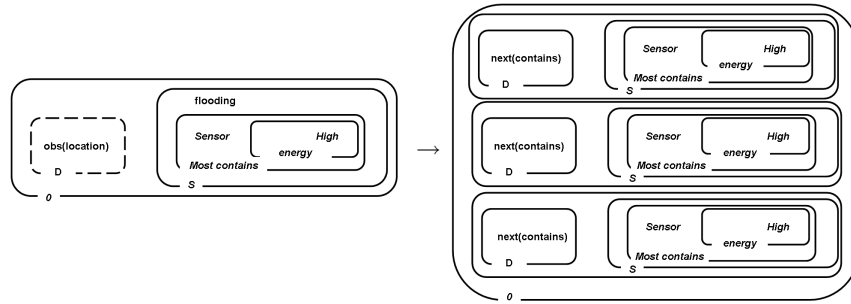 flooding
Sensor High
obs(location) energy
D Most contains
S
0
→
Sensor High
next(contains) energy
D Most contains
S
Sensor High
next(contains) energy
D Most contains
S
Sensor High
next(contains) energy
D Most contains
S
0